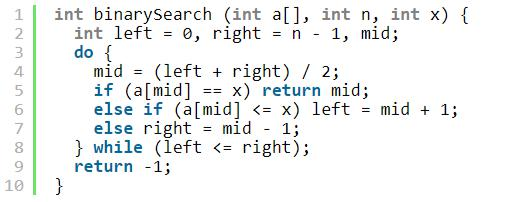 1 int binarySearch (int a[], int n, int x) {
2   int left = 0, right = n - 1, mid;
3   do {
4     mid = (left + right) / 2;
5     if (a[mid] == x) return mid;
6     else if (a[mid] <= x) left = mid + 1;
7     else right = mid - 1;
8   } while (left <= right);
9   return -1;
10 }